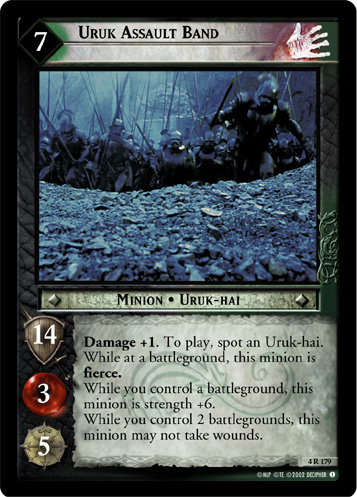 7
Uruk Assault Band
Minion • Uruk-hai
14
Damage +1. To play, spot an Uruk-hai.
While at a battleground, this minion is
fierce.
3
While you control a battleground, this
minion is strength +6.
While you control 2 battlegrounds, this
5
minion may not take wounds.
4 R 179
©NLP ©TE ©2002 DECIPHER